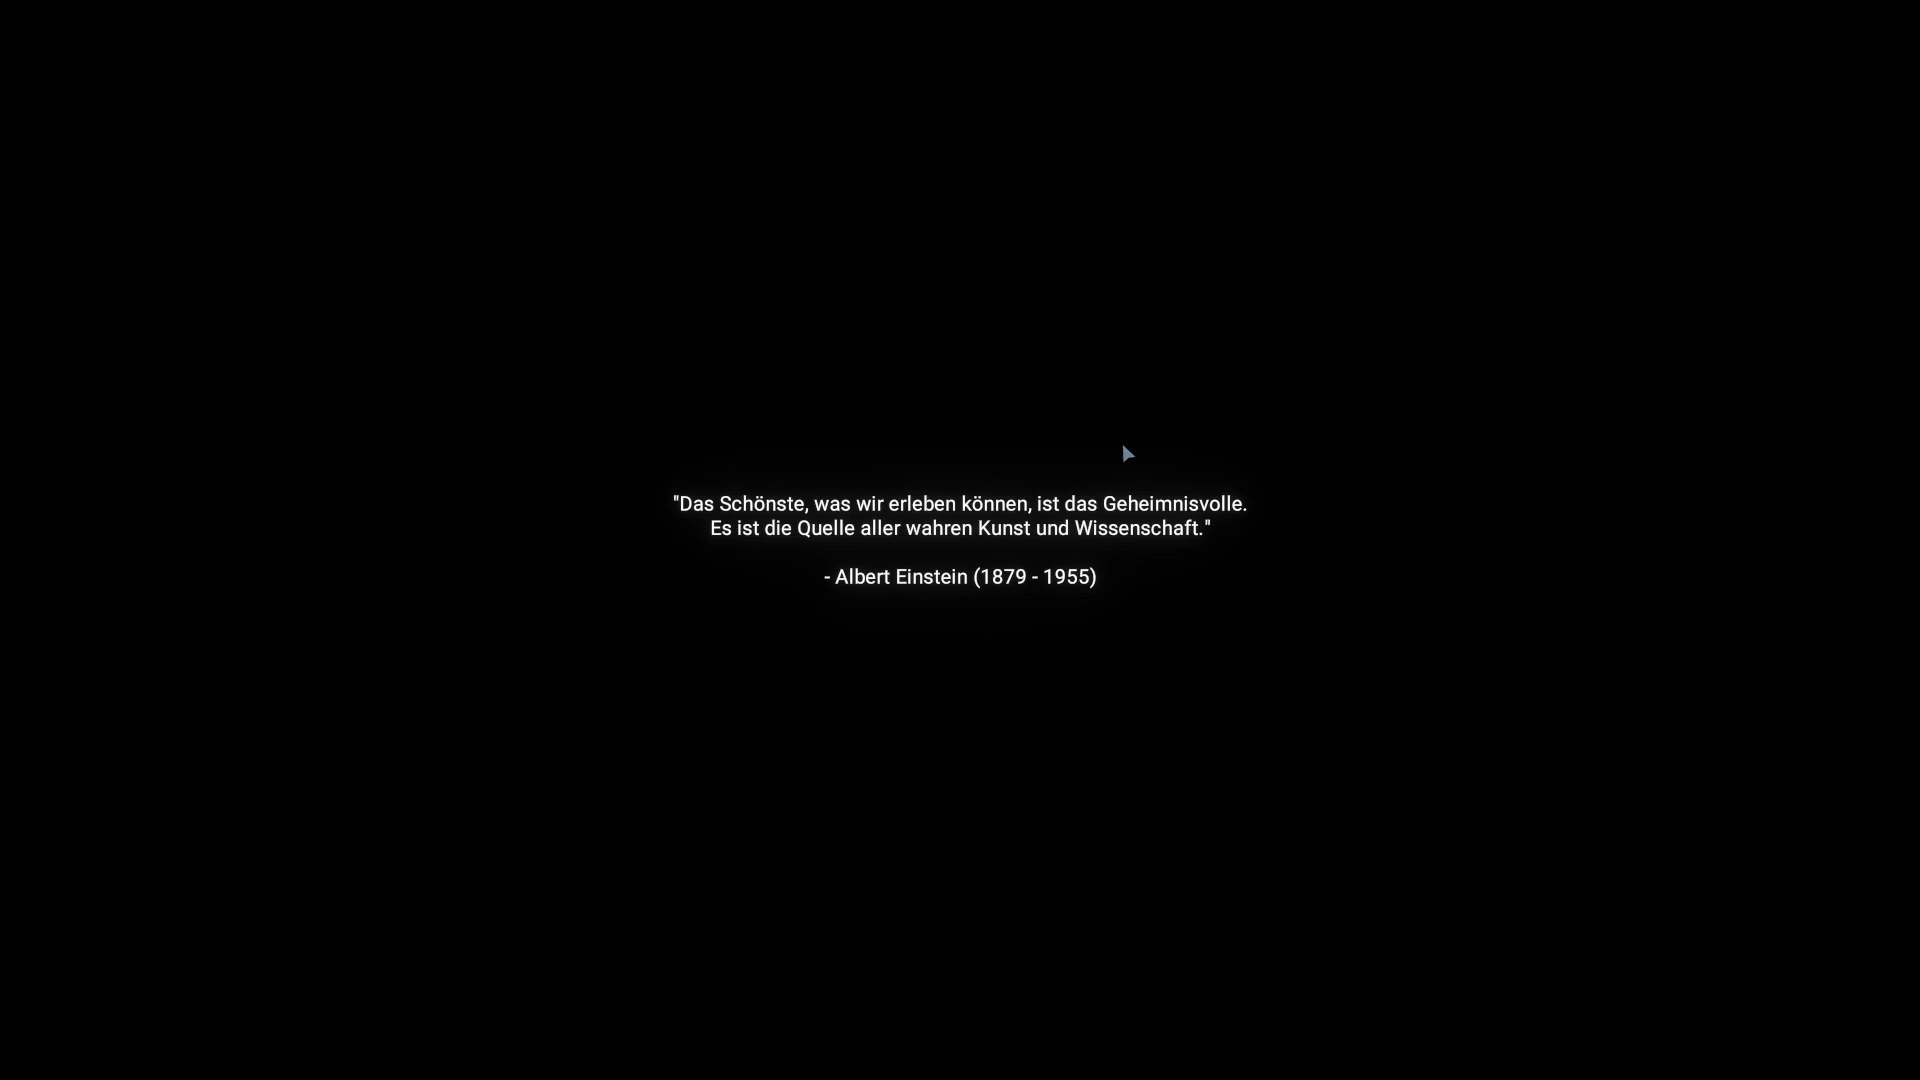 "Das Schönste, was wir erleben können, ist das Geheimnisvolle.
Es ist die Quelle aller wahren Kunst und Wissenschaft."
- Albert Einstein (1879 - 1955)